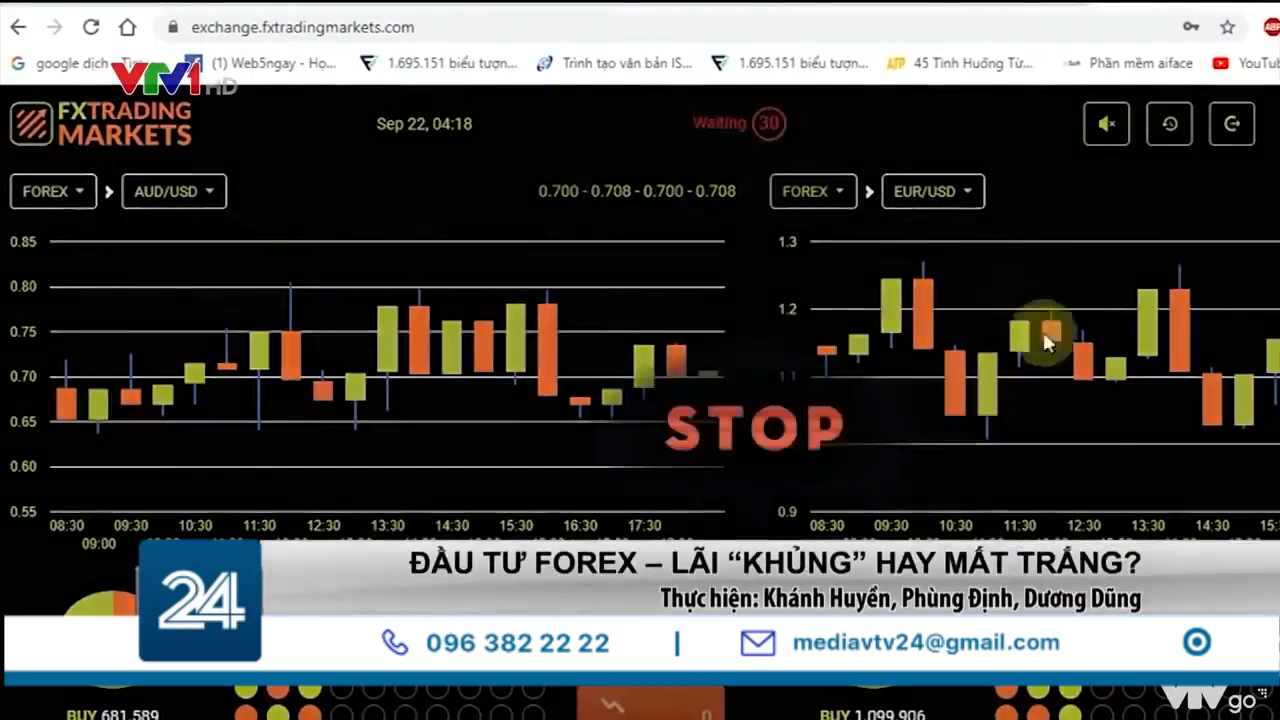 exchange.fxtradingmarkets.com
google dịch - Tìm
(1) Web5ngay - Họ...
1.695.151 biểu tượn...
Trình tạo văn bản IS...
1.695.151 biểu tượn...
ATP
45 Tình Huống Từ...
Phần mềm aiface
YouTu
VTV1 HD
FXTRADING
MARKETS
Sep 22, 04:18
Waiting 30
FOREX
AUD/USD
0.700 - 0.708 - 0.700 - 0.708
FOREX
EUR/USD
0.85
0.80
0.75
0.70
0.65
0.60
0.55
1.3
1.2
1.1
0.9
STOP
08:30 09:30 10:30 11:30 12:30 13:30 14:30 15:30 16:30 17:30
09:00
08:30 09:30 10:30 11:30 12:30 13:30 14:30
24
ĐẦU TƯ FOREX – LÃI “KHỦNG” HAY MẤT TRẮNG?
Thực hiện: Khánh Huyền, Phùng Định, Dương Dũng
096 382 22 22 | mediavtv24@gmail.com
BUY 681,589
0
BUY 1,099,906
VTV go